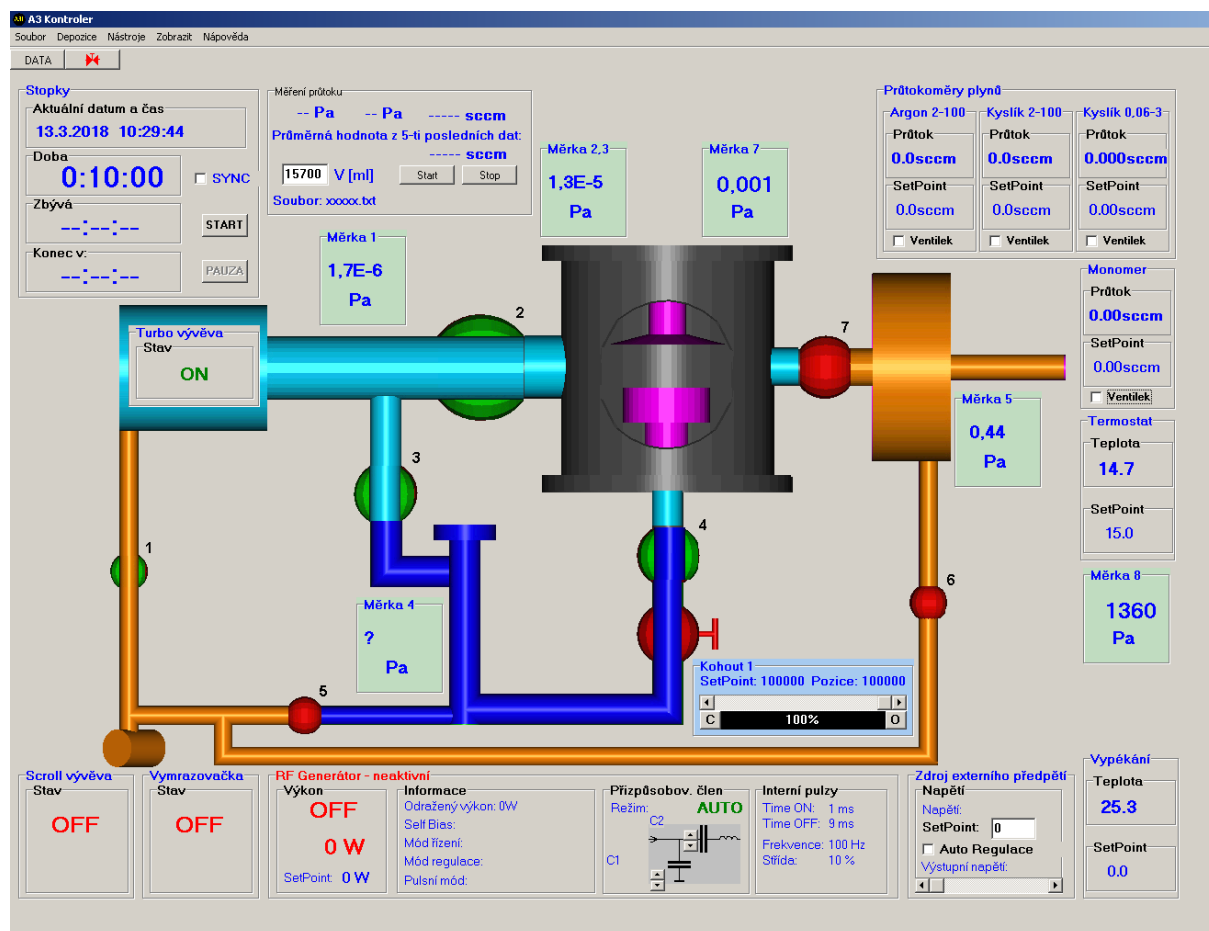 A3 Kontroler
Soubor Depozice Nástroje Zobrazit Nápověda
DATA
Stopky
Aktuální datum a čas
13.3.2018 10:29:44
Doba
0:10:00
SYNC
Zbývá
--:--:--
START
Konec v:
--:--:--
PAUZA
Měření průtoku
-- Pa -- Pa ----- sccm
Průměrná hodnota z 5-ti posledních dat:
----- sccm
15700 V [ml] Start Stop
Soubor: xxxxx.txt
Měrka 1
1,7E-6
Pa
Měrka 2,3
1,3E-5
Pa
Měrka 7
0,001
Pa
Průtokoměry plynů
Argon 2-100 Kyslík 2-100 Kyslík 0,06-3
Průtok Průtok Průtok
0.0sccm 0.0sccm 0.000sccm
SetPoint SetPoint SetPoint
0.0sccm 0.0sccm 0.00sccm
Ventilek Ventilek Ventilek
Monomer
Průtok
0.00sccm
SetPoint
0.00sccm
Ventilek
Termostat
Teplota
14.7
SetPoint
15.0
Turbo vývěva
Stav
ON
2
7
3
1
4
6
5
Měrka 5
0,44
Pa
Měrka 8
1360
Pa
Měrka 4
?
Pa
Kohout 1
SetPoint: 100000 Pozice: 100000
C 100% O
Scroll vývěva
Stav
OFF
Vymrazovačka
Stav
OFF
RF Generátor - neaktivní
Výkon
OFF
0 W
SetPoint: 0 W
Informace
Odražený výkon: 0W
Self Bias:
Mód řízení:
Mód regulace:
Pulsní mód:
Přizpůsobov. člen
Režim: AUTO
C2
C1
Interní pulzy
Time ON: 1 ms
Time OFF: 9 ms
Frekvence: 100 Hz
Střída: 10 %
Zdroj externího předpětí
Napětí
Napětí:
SetPoint: 0
Auto Regulace
Výstupní napětí:
Vypékání
Teplota
25.3
SetPoint
0.0